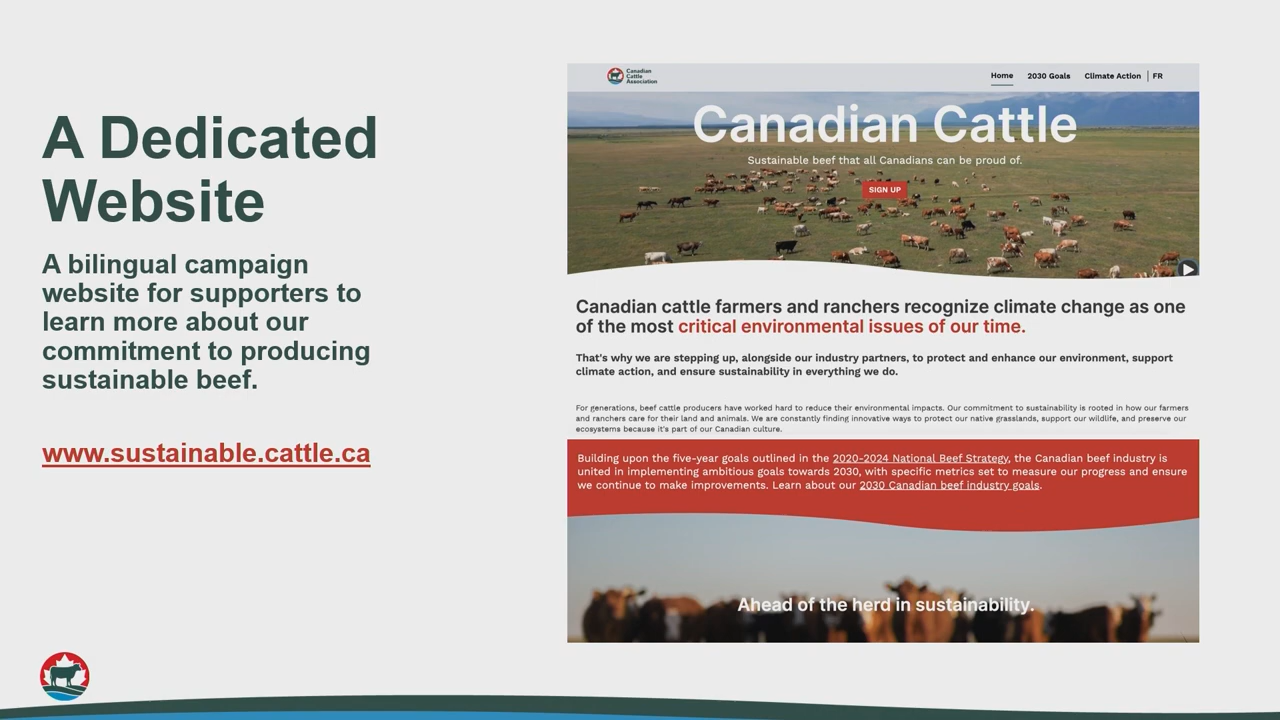 A Dedicated
Website
A bilingual campaign
website for supporters to
learn more about our
commitment to producing
sustainable beef.
www.sustainable.cattle.ca
Canadian
Cattle
Association
Home 2030 Goals Climate Action | FR
Canadian Cattle
Sustainable beef that all Canadians can be proud of.
SIGN UP
Canadian cattle farmers and ranchers recognize climate change as one
of the most critical environmental issues of our time.
That's why we are stepping up, alongside our industry partners, to protect and enhance our environment, support
climate action, and ensure sustainability in everything we do.
For generations, beef cattle producers have worked hard to reduce their environmental impacts. Our commitment to sustainability is rooted in how our farmers
and ranchers care for their land and animals. We are constantly finding innovative ways to protect our native grasslands, support our wildlife, and preserve our
ecosystems because it's part of our Canadian culture.
Building upon the five-year goals outlined in the 2020-2024 National Beef Strategy, the Canadian beef industry is
united in implementing ambitious goals towards 2030, with specific metrics set to measure our progress and ensure
we continue to make improvements. Learn about our 2030 Canadian beef industry goals.
Ahead of the herd in sustainability.